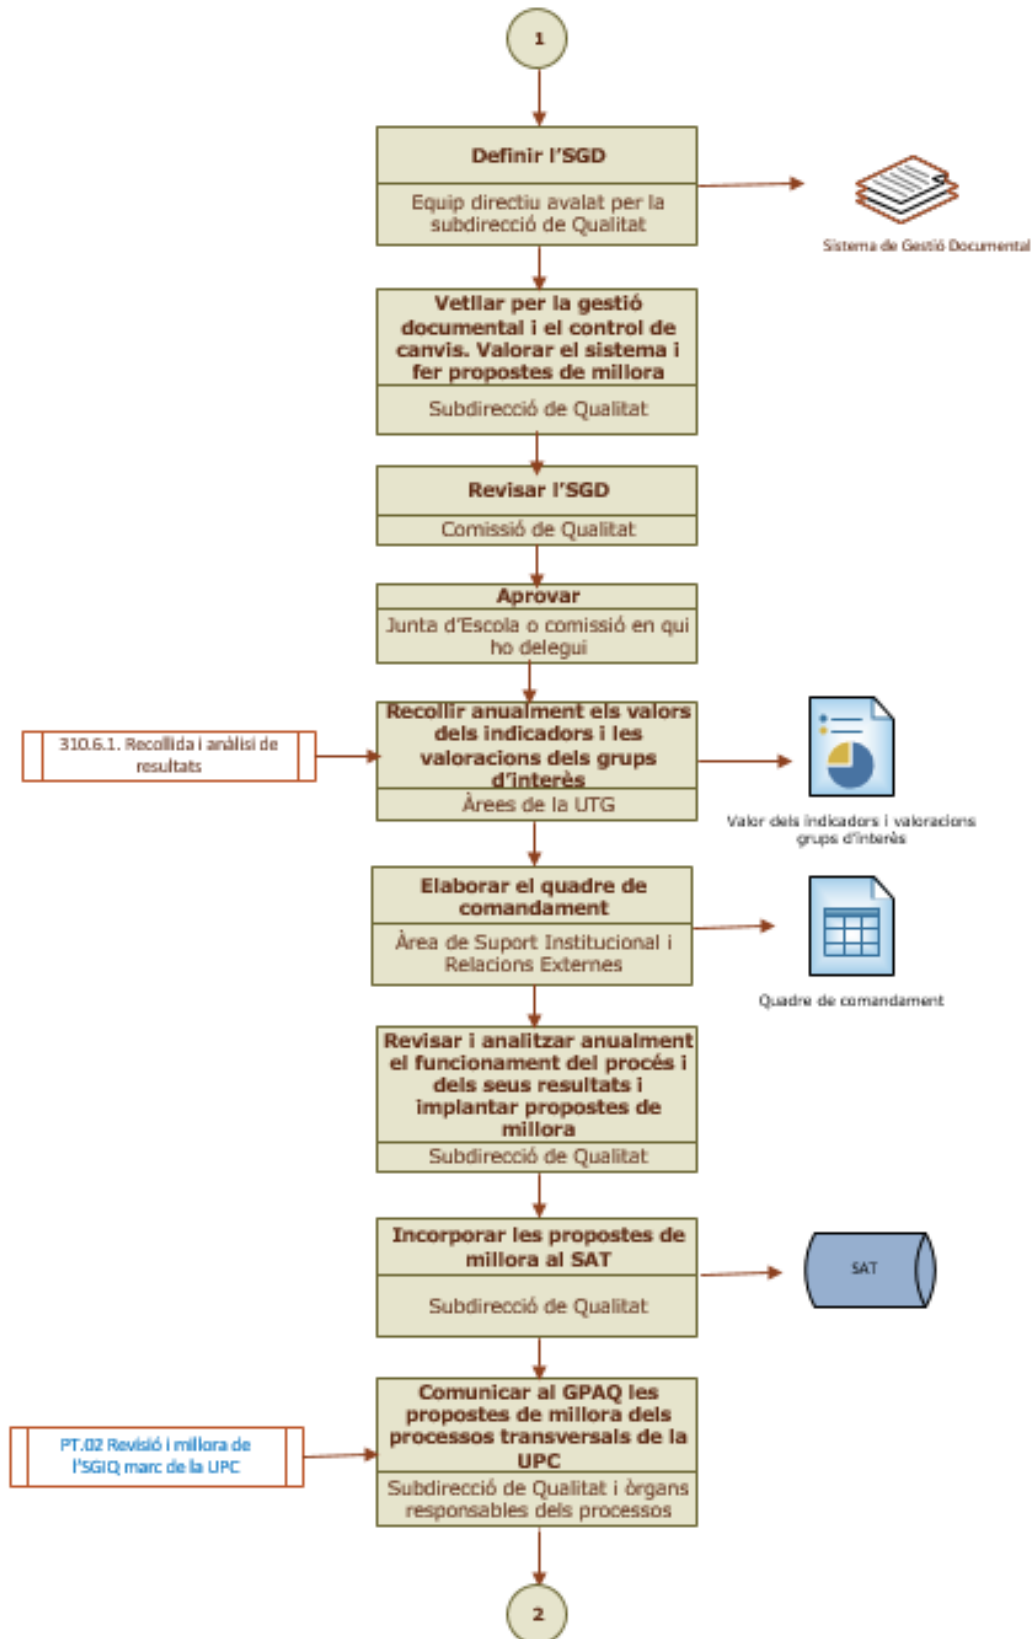 1
Definir l'SGD
Equip directiu avalat per la
subdirecció de Qualitat
Sistema de Gestió Documental
Vetllar per la gestió
documental i el control de
canvis. Valorar el sistema i
fer propostes de millora
Subdirecció de Qualitat
Revisar l'SGD
Comissió de Qualitat
Aprovar
Junta d'Escola o comissió en qui
ho delegui
310.6.1. Recollida i anàlisi de
resultats
Recollir anualment els valors
dels indicadors i les
valoracions dels grups
d'interès
Àrees de la UTG
Valor dels indicadors i valoracions
grups d'interès
Elaborar el quadre de
comandament
Àrea de Suport Institucional i
Relacions Externes
Quadre de comandament
Revisar i analitzar anualment
el funcionament del procés i
dels seus resultats i
implantar propostes de
millora
Subdirecció de Qualitat
Incorporar les propostes de
millora al SAT
Subdirecció de Qualitat
SAT
PT.02 Revisió i millora de
l'SGIQ marc de la UPC
Comunicar al GPAQ les
propostes de millora dels
processos transversals de la
UPC
Subdirecció de Qualitat i òrgans
responsables dels processos
2